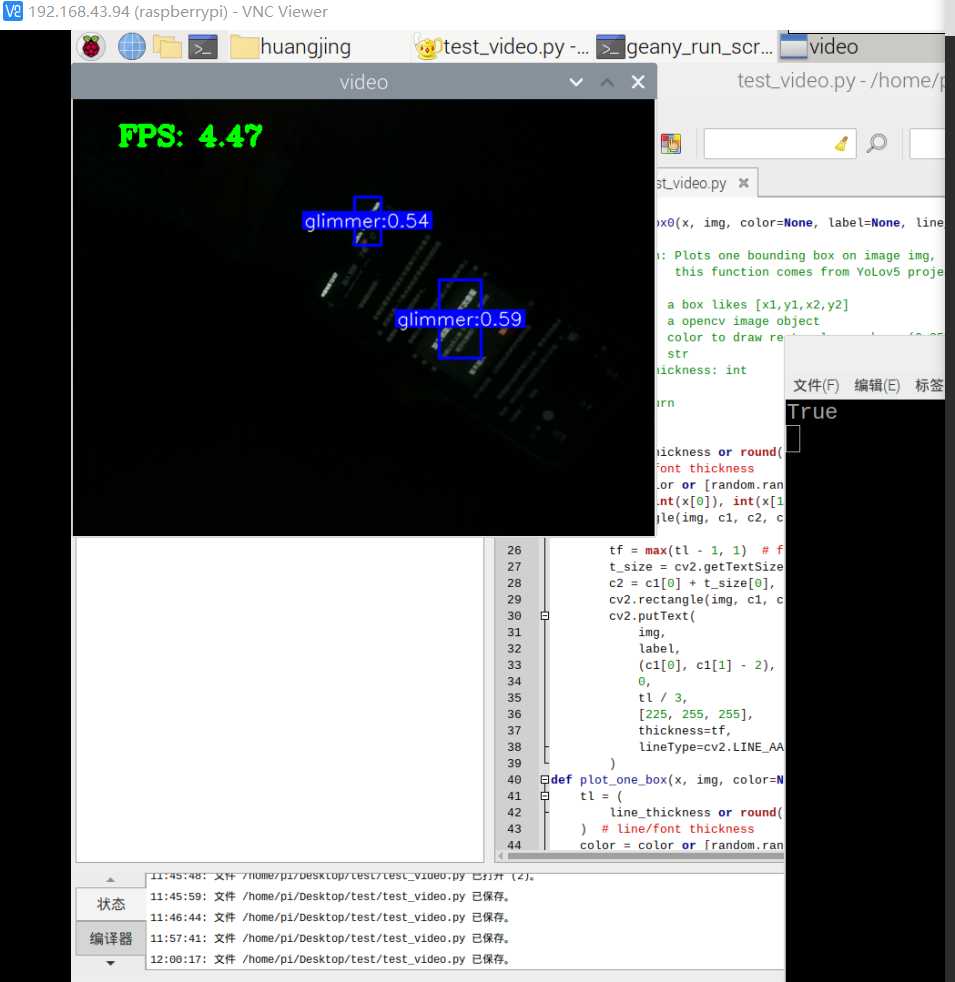 192.168.43.94 (raspberrypi) - VNC Viewer
huangjing
test_video.py -...
geany_run_scr...
video
video
test_video.py - /home/p
FPS: 4.47
glimmer:0.54
glimmer:0.59
st_video.py
ox0(x, img, color=None, label=None, line
n: Plots one bounding box on image img,
this function comes from YoLov5 proje
a box likes [x1,y1,x2,y2]
a opencv image object
color to draw
str
hickness: int
urn
文件(F) 编辑(E) 标签
True
ickness or round(
font thickness
lor or [random.ran
int(x[0]), int(x[1
gle(img, c1, c2, c
26 tf = max(tl - 1, 1) # f
27 t_size = cv2.getTextSize
28 c2 = c1[0] + t_size[0],
29 cv2.rectangle(img, c1, c
30 cv2.putText(
31 img,
32 label,
33 (c1[0], c1[1] - 2),
34 0,
35 tl / 3,
36 [225, 255, 255],
37 thickness=tf,
38 lineType=cv2.LINE_AA
39 )
40 def plot_one_box(x, img, color=N
41 tl = (
42 line_thickness or round(
43 ) # line/font thickness
44 color = color or [random.ran
状态
编译器
11:45:48: 文件 /home/pi/Desktop/test/test_video.py 已打开 (2)。
11:45:59: 文件 /home/pi/Desktop/test/test_video.py 已保存。
11:46:44: 文件 /home/pi/Desktop/test/test_video.py 已保存。
11:57:41: 文件 /home/pi/Desktop/test/test_video.py 已保存。
12:00:17: 文件 /home/pi/Desktop/test/test_video.py 已保存。